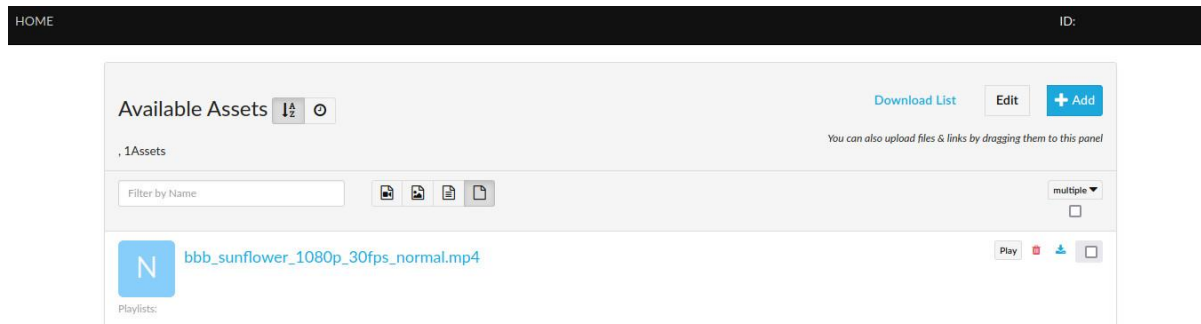 HOME ID:
Available Assets
Download List Edit + Add
You can also upload files & links by dragging them to this panel
, 1Assets
Filter by Name multiple
N bbb_sunflower_1080p_30fps_normal.mp4 Play
Playlists: